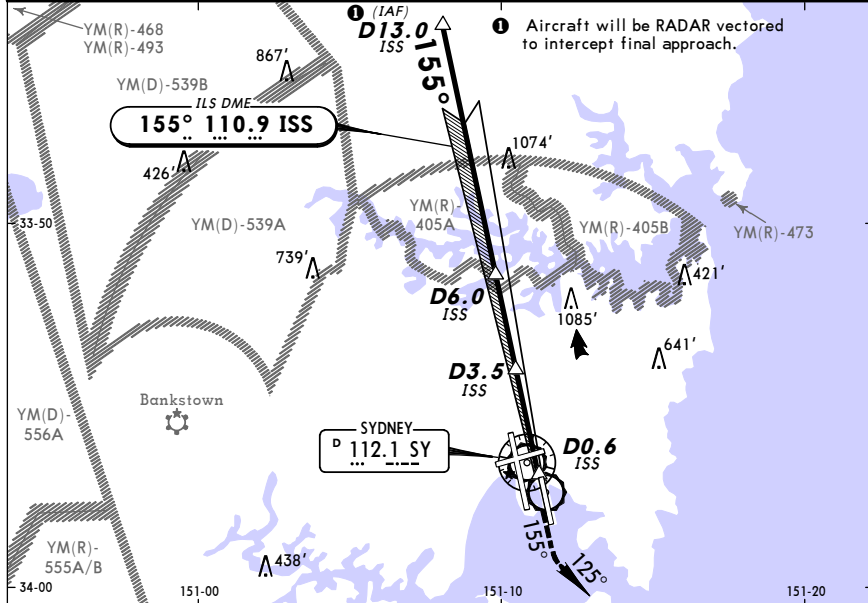 YM(R)-468
YM(R)-493
❶ (IAF)
D13.0
ISS
155°
❶ Aircraft will be RADAR vectored
to intercept final approach.
867'
YM(D)-539B
ILS DME
155° 110.9 ISS
426'
1074'
YM(D)-539A
YM(R)-
405A
YM(R)-405B
YM(R)-473
33-50
739'
D6.0
ISS
421'
1085'
641'
D3.5
ISS
Bankstown
YM(D)-
556A
SYDNEY
D 112.1 SY
D0.6
ISS
155°
125°
YM(R)-
555A/B
438'
34-00
151-00
151-10
151-20